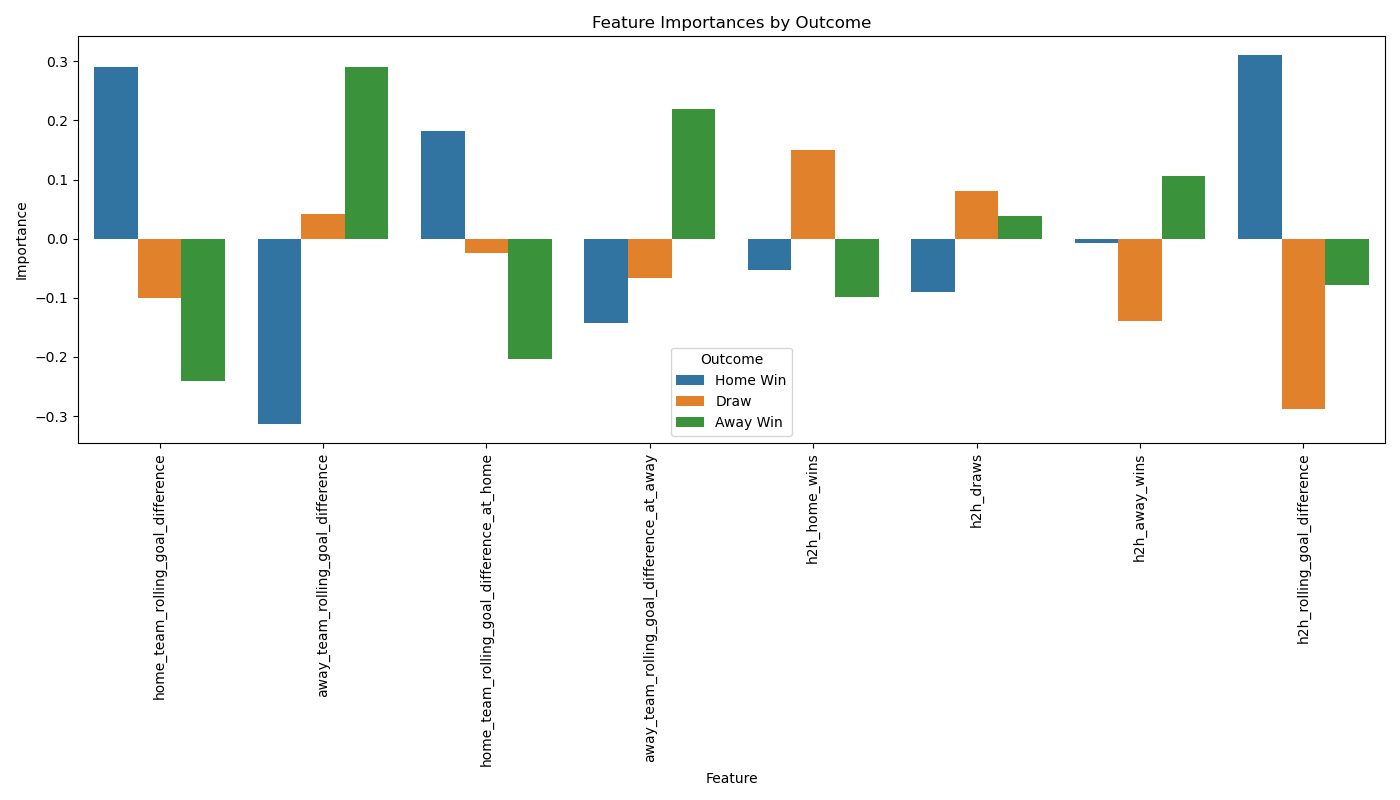 Feature Importances by Outcome
Importance
0.3
0.2
0.1
0.0
−0.1
−0.2
−0.3
Outcome
Home Win
Draw
Away Win
home_team_rolling_goal_difference
away_team_rolling_goal_difference
home_team_rolling_goal_difference_at_home
away_team_rolling_goal_difference_at_away
h2h_home_wins
h2h_draws
h2h_away_wins
h2h_rolling_goal_difference
Feature